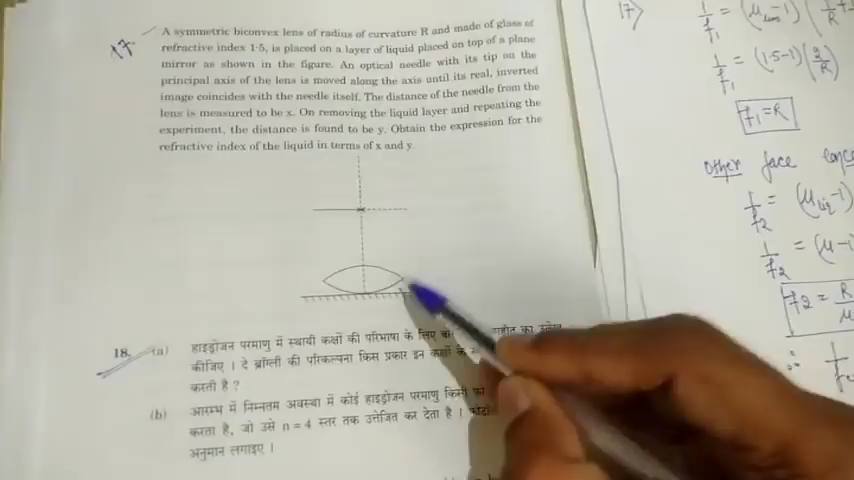 17.
A symmetric biconvex lens of radius of curvature R and made of glass of
refractive index 1·5, is placed on a layer of liquid placed on top of a plane
mirror as shown in the figure. An optical needle with its tip on the
principal axis of the lens is moved along the axis until its real, inverted
image coincides with the needle itself. The distance of the needle from the
lens is measured to be x. On removing the liquid layer and repeating the
experiment, the distance is found to be y. Obtain the expression for the
refractive index of the liquid in terms of x and y.
18. (a) हाइड्रोजन परमाणु में स्थायी कक्षों की परिभाषा के लिए
कीजिए । दे ब्रॉग्ली की परिकल्पना किस प्रकार इन कक्षों के
करती है ?
(b) आरम्भ में निम्नतम अवस्था में कोई हाइड्रोजन परमाणु किसी
करता है, जो उसे n = 4 स्तर तक उत्तेजित कर देता है ।
अनुमान लगाइए ।
17)
1/f₁ = (μ
1/f₁ = (1.5-1) (2/R)
f₁ = R
Other face
1/f₂ = (μ_liq -1)
1/f₂ = (μ-1)
f₂ = R
∴ 1